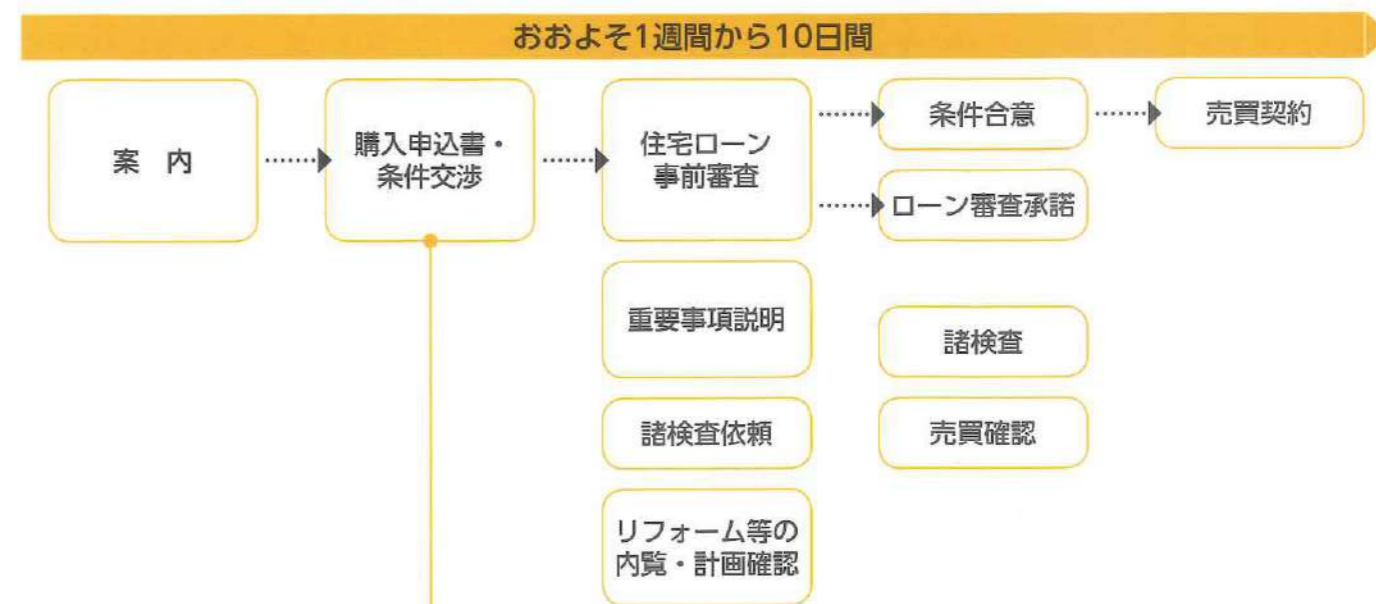 おおよそ1週間から10日間
案　内
購入申込書・
条件交渉
住宅ローン
事前審査
条件合意
売買契約
ローン審査承諾
重要事項説明
諸検査
諸検査依頼
売買確認
リフォーム等の
内覧・計画確認